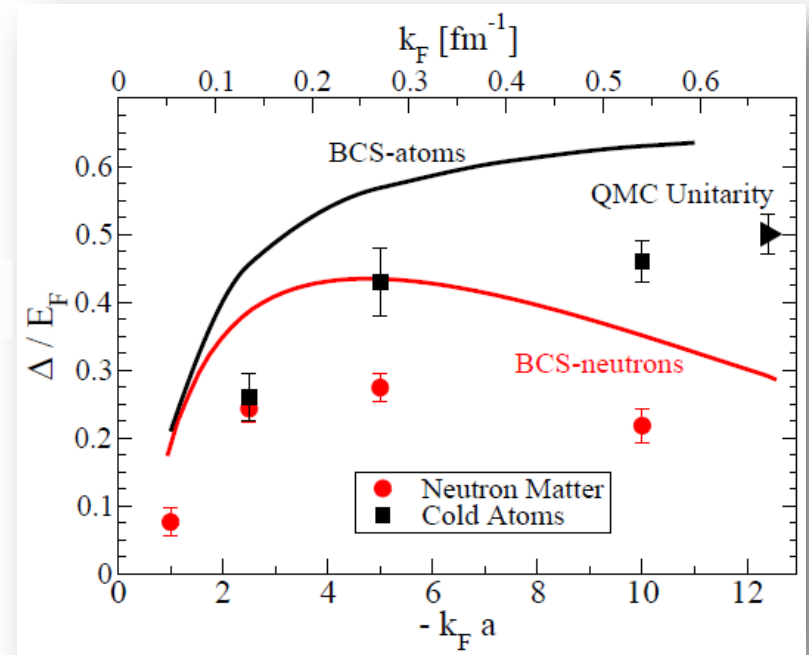 k_F [fm^-1]
0 0.1 0.2 0.3 0.4 0.5 0.6
BCS-atoms
QMC Unitarity
BCS-neutrons
Neutron Matter
Cold Atoms
Δ / E_F
0.6
0.5
0.4
0.3
0.2
0.1
0
0 2 4 6 8 10 12
- k_F a